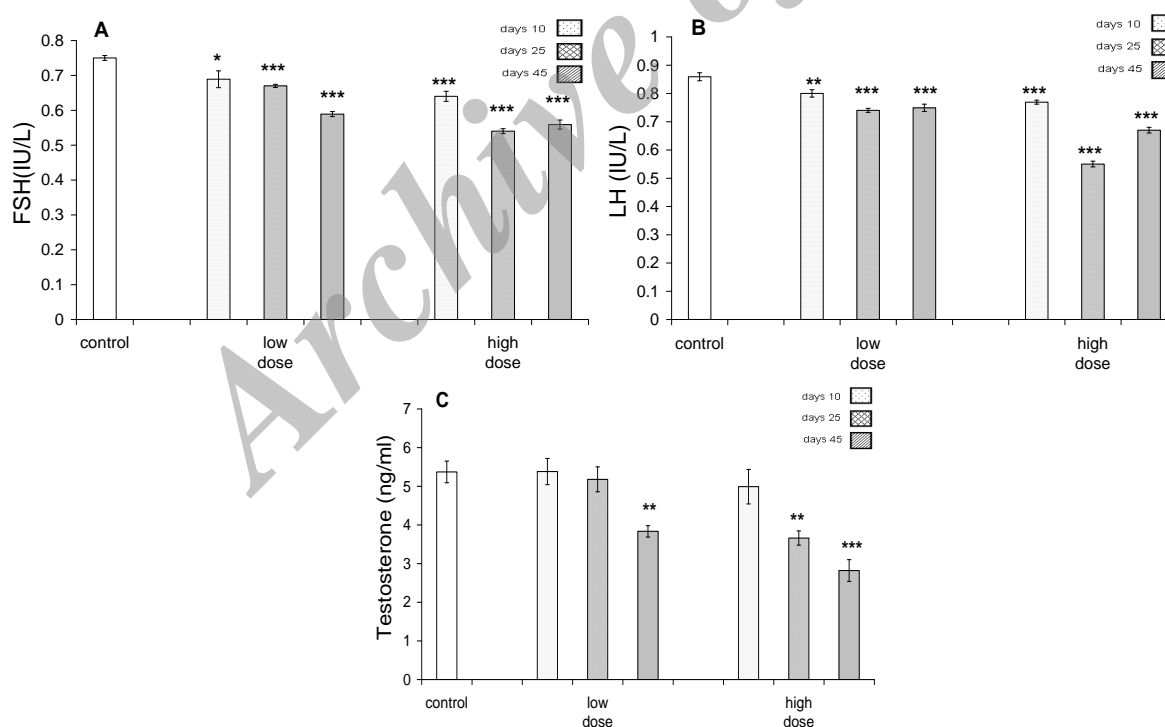 A
days 10
days 25
days 45
FSH(IU/L)
0.8
0.7
0.6
0.5
0.4
0.3
0.2
0.1
0
*
***
***
***
***
***
control
low
dose
high
dose
B
days 10
days 25
days 45
LH (IU/L)
1
0.9
0.8
0.7
0.6
0.5
0.4
0.3
0.2
0.1
0
**
***
***
***
***
***
control
low
dose
high
dose
C
days 10
days 25
days 45
Testosterone (ng/ml)
7
6
5
4
3
2
1
0
**
**
***
control
low
dose
high
dose
Archive of